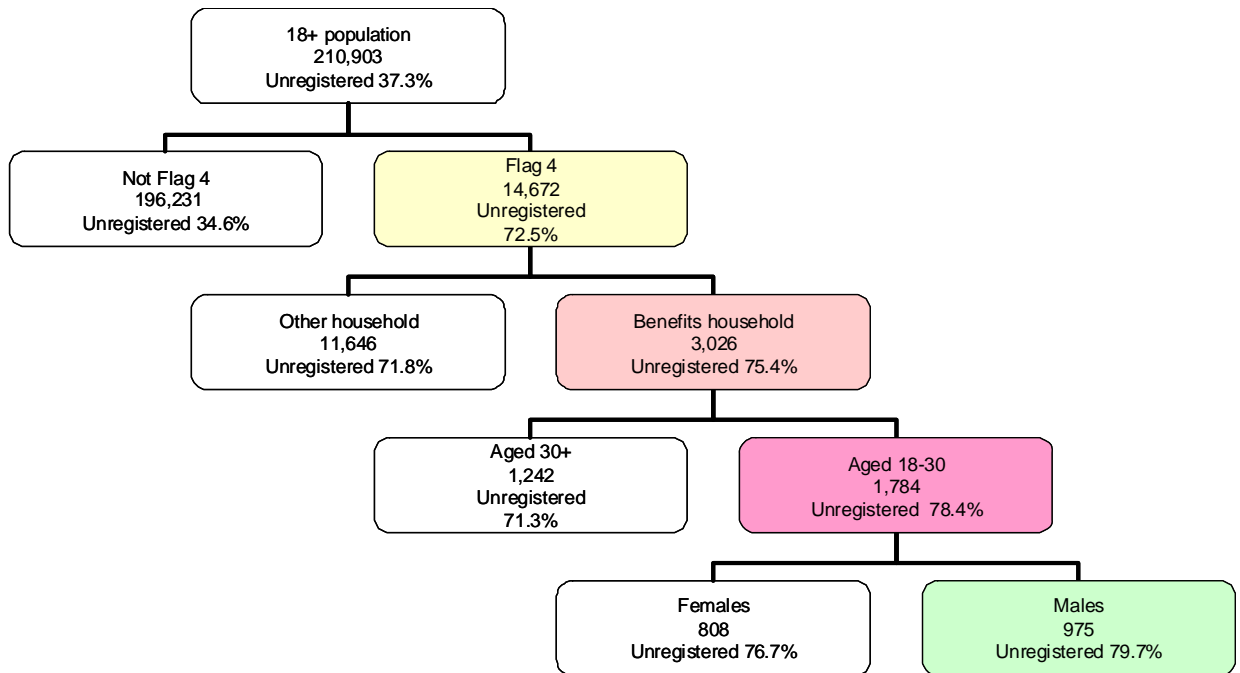 18+ population
210,903
Unregistered 37.3%
Not Flag 4
196,231
Unregistered 34.6%
Flag 4
14,672
Unregistered
72.5%
Other household
11,646
Unregistered 71.8%
Benefits household
3,026
Unregistered 75.4%
Aged 30+
1,242
Unregistered
71.3%
Aged 18-30
1,784
Unregistered 78.4%
Females
808
Unregistered 76.7%
Males
975
Unregistered 79.7%